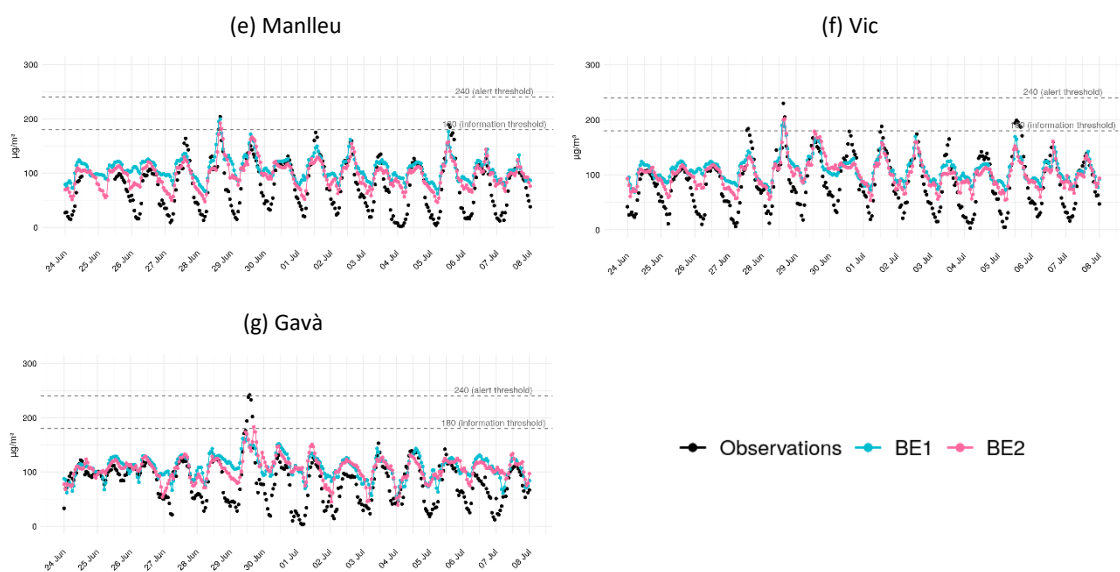 (e) Manlleu
(f) Vic
300
240 (alert threshold)
200
180 (information threshold)
100
0
µg/m³
24 Jun
25 Jun
26 Jun
27 Jun
28 Jun
29 Jun
30 Jun
01 Jul
02 Jul
03 Jul
04 Jul
05 Jul
06 Jul
07 Jul
08 Jul
300
240 (alert threshold)
200
180 (information threshold)
100
0
µg/m³
24 Jun
25 Jun
26 Jun
27 Jun
28 Jun
29 Jun
30 Jun
01 Jul
02 Jul
03 Jul
04 Jul
05 Jul
06 Jul
07 Jul
08 Jul
(g) Gavà
300
240 (alert threshold)
200
180 (information threshold)
100
0
µg/m³
24 Jun
25 Jun
26 Jun
27 Jun
28 Jun
29 Jun
30 Jun
01 Jul
02 Jul
03 Jul
04 Jul
05 Jul
06 Jul
07 Jul
08 Jul
Observations BE1 BE2